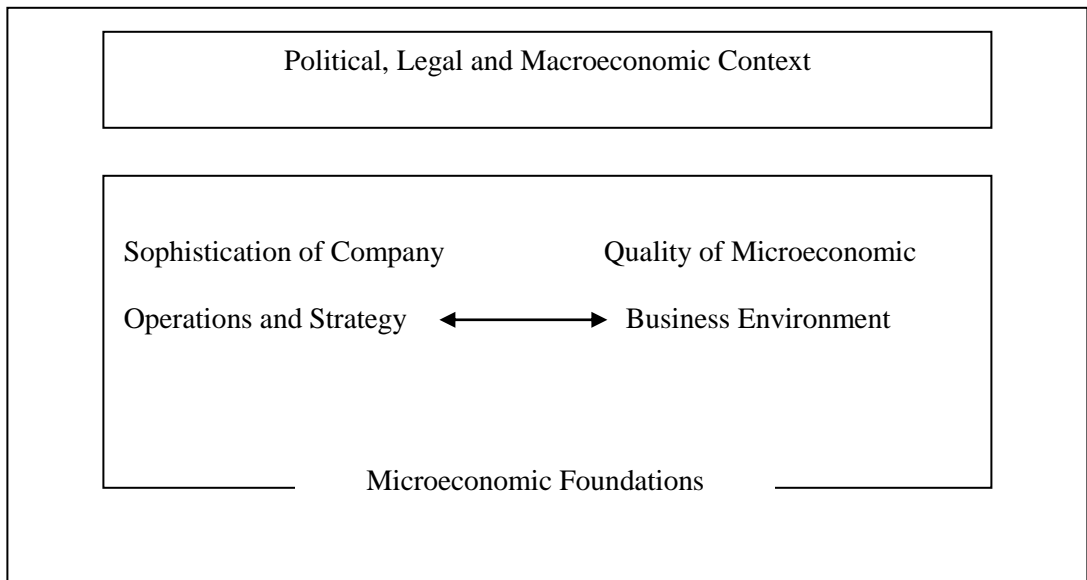 Political, Legal and Macroeconomic Context
Sophistication of Company Quality of Microeconomic
Operations and Strategy Business Environment
Microeconomic Foundations